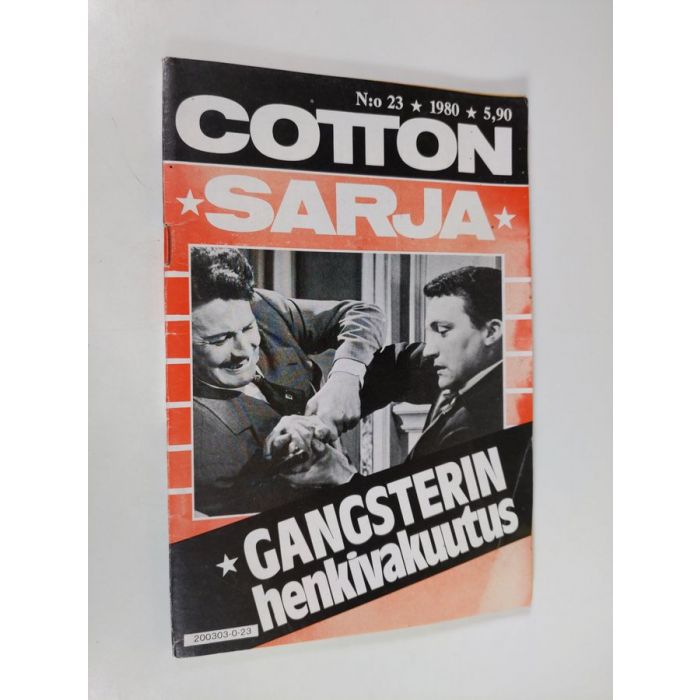 N:o 23 ★ 1980 ★ 5,90
COTTON
★ SARJA ★
★ GANGSTERIN
henkivakuutus
200303-0-23